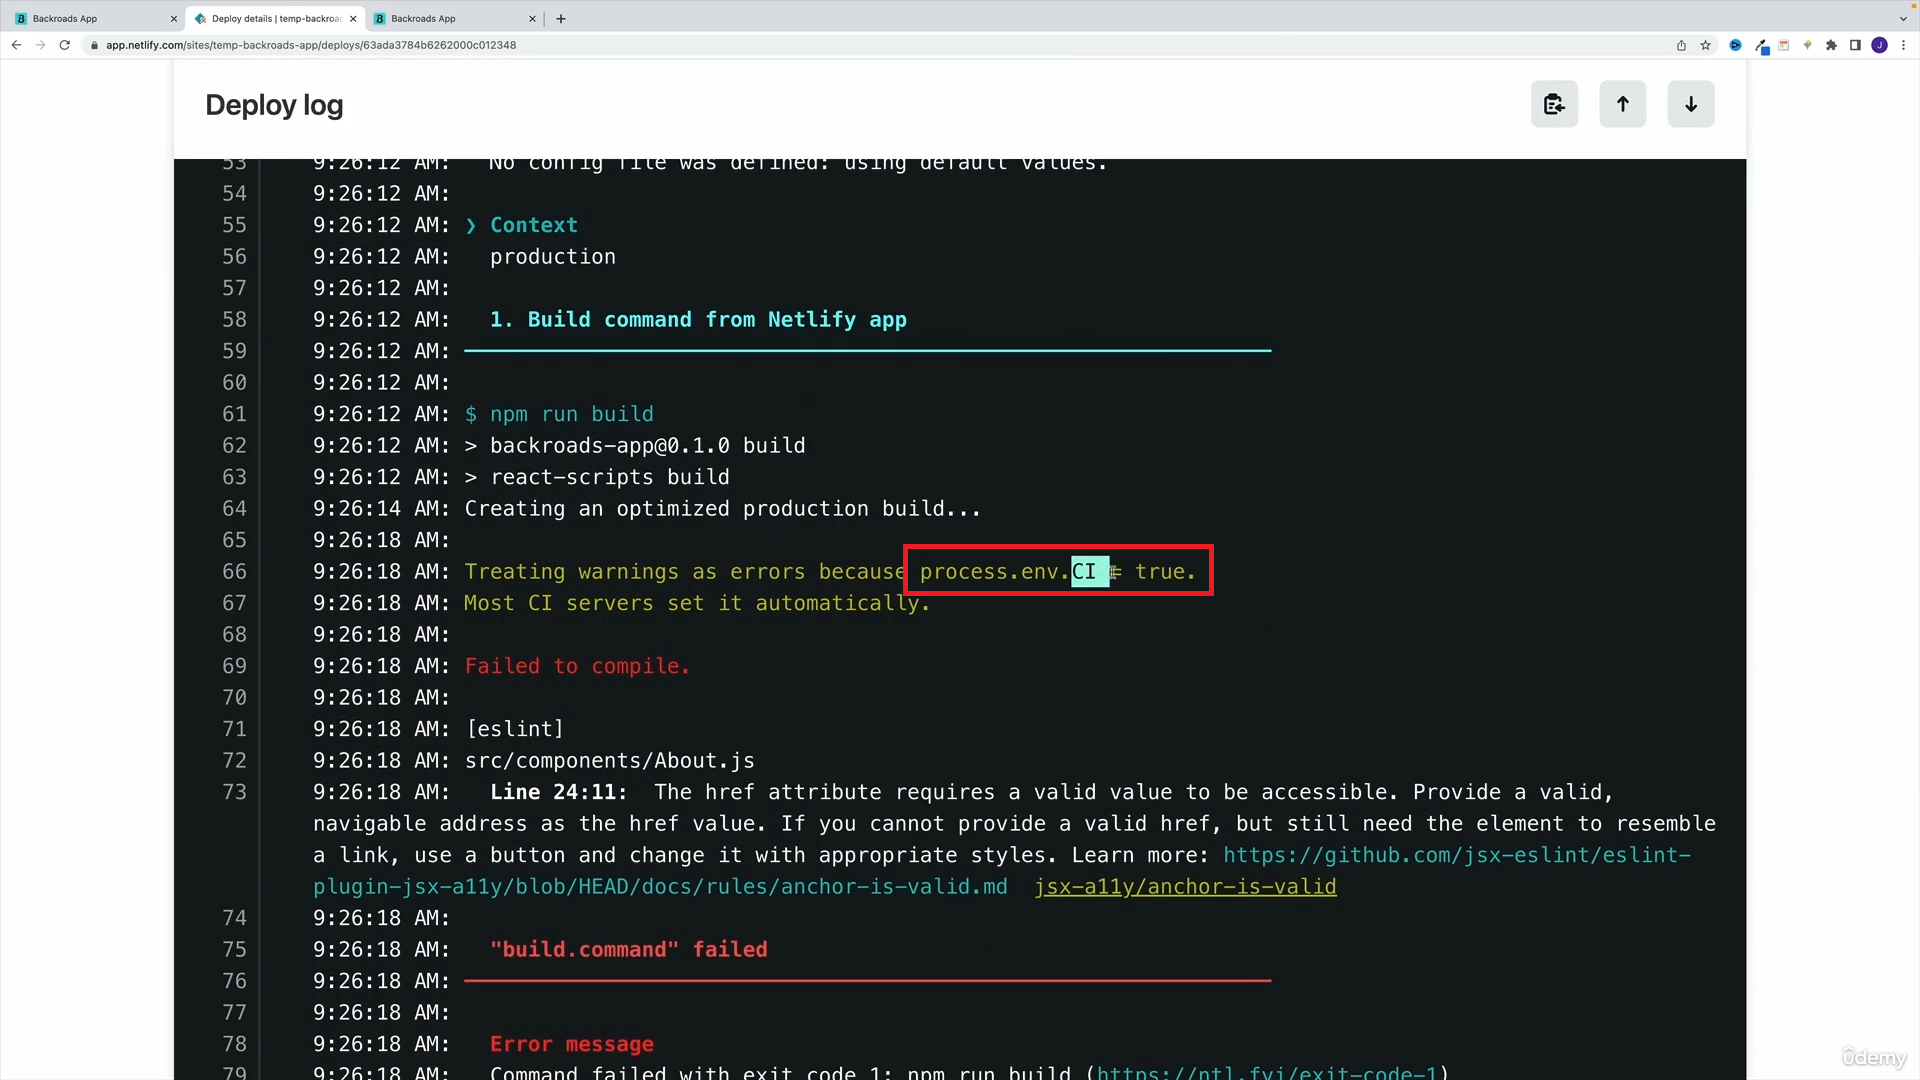 Backroads App
Deploy details | temp-backroads
Backroads App
app.netlify.com/sites/temp-backroads-app/deploys/63ada3784b6262000c012348
J
Deploy log
53 9:26:12 AM: No config file was defined: using default values.
54 9:26:12 AM:
55 9:26:12 AM: ❯ Context
56 9:26:12 AM: production
57 9:26:12 AM:
58 9:26:12 AM: 1. Build command from Netlify app
59 9:26:12 AM:
60 9:26:12 AM:
61 9:26:12 AM: $ npm run build
62 9:26:12 AM: > backroads-app@0.1.0 build
63 9:26:12 AM: > react-scripts build
64 9:26:14 AM: Creating an optimized production build...
65 9:26:18 AM:
66 9:26:18 AM: Treating warnings as errors because process.env.CI = true.
67 9:26:18 AM: Most CI servers set it automatically.
68 9:26:18 AM:
69 9:26:18 AM: Failed to compile.
70 9:26:18 AM:
71 9:26:18 AM: [eslint]
72 9:26:18 AM: src/components/About.js
73 9:26:18 AM: Line 24:11: The href attribute requires a valid value to be accessible. Provide a valid,
navigable address as the href value. If you cannot provide a valid href, but still need the element to resemble
a link, use a button and change it with appropriate styles. Learn more: https://github.com/jsx-eslint/eslint-
plugin-jsx-a11y/blob/HEAD/docs/rules/anchor-is-valid.md jsx-a11y/anchor-is-valid
74 9:26:18 AM:
75 9:26:18 AM: "build.command" failed
76 9:26:18 AM:
77 9:26:18 AM:
78 9:26:18 AM: Error message
79 9:26:18 AM: Command failed with exit code 1: npm run build (https://ntl.fyi/exit-code-1)
ûdemy